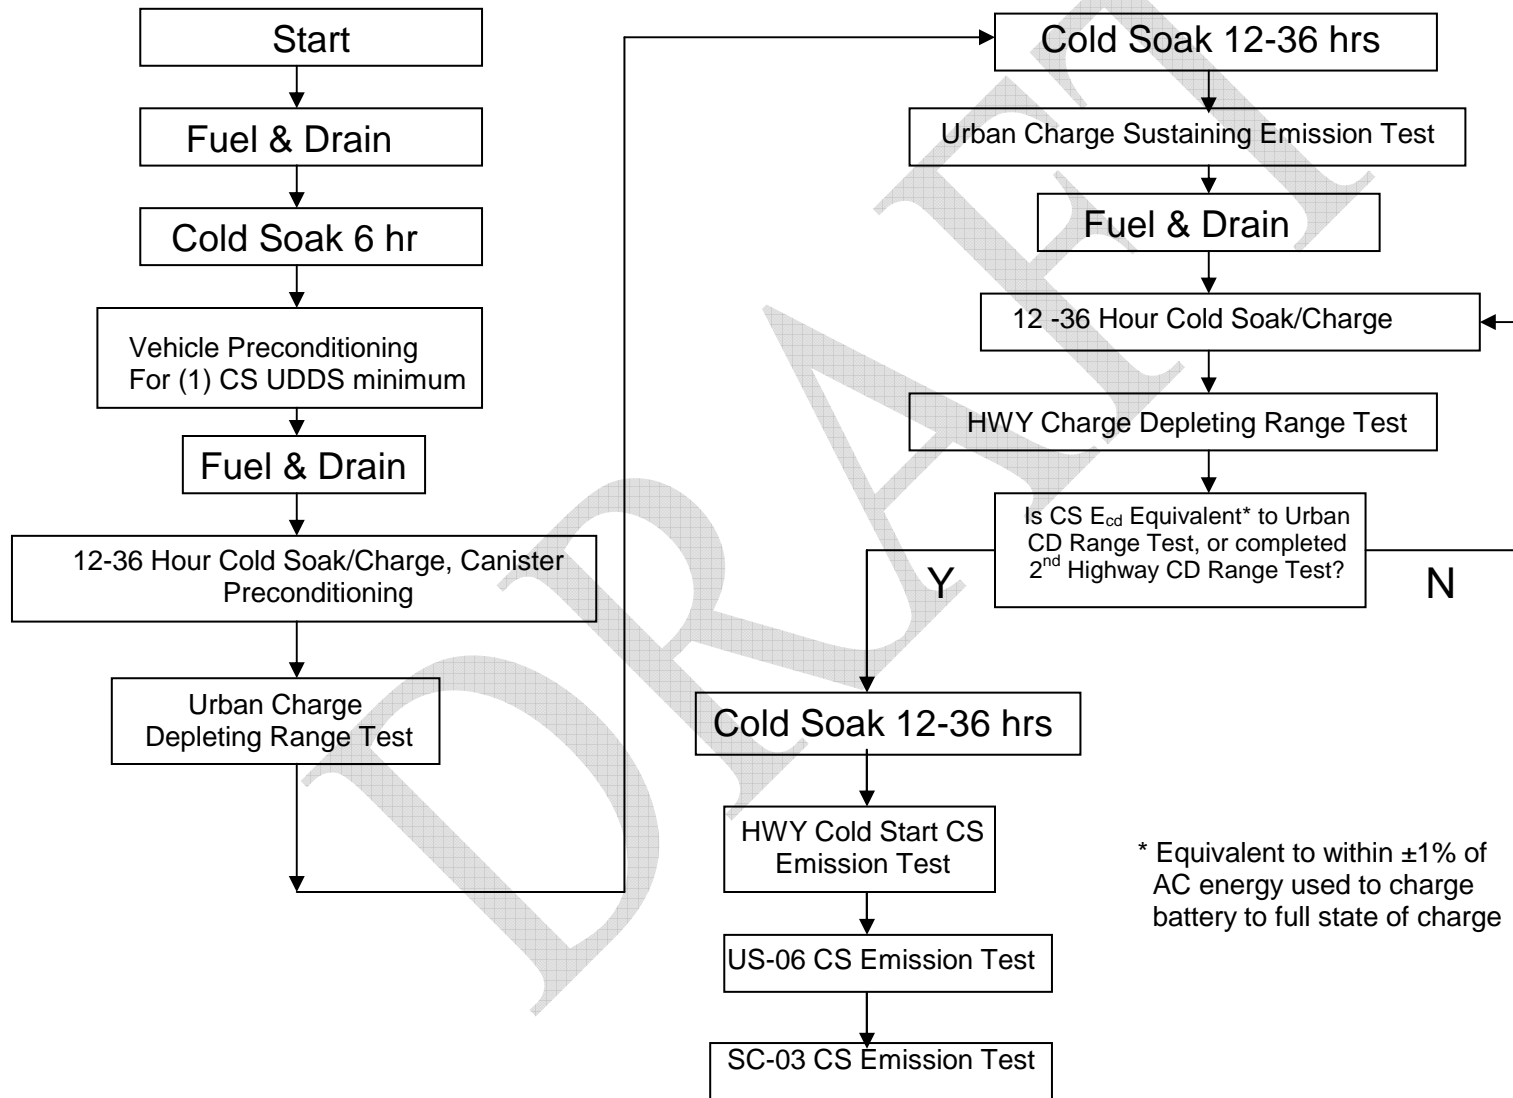 Start
Fuel & Drain
Cold Soak 6 hr
Vehicle Preconditioning
For (1) CS UDDS minimum
Fuel & Drain
12-36 Hour Cold Soak/Charge, Canister
Preconditioning
Urban Charge
Depleting Range Test
Cold Soak 12-36 hrs
Urban Charge Sustaining Emission Test
Fuel & Drain
12 -36 Hour Cold Soak/Charge
HWY Charge Depleting Range Test
Is CS Ecd Equivalent* to Urban
CD Range Test, or completed
2nd Highway CD Range Test?
Y
N
Cold Soak 12-36 hrs
HWY Cold Start CS
Emission Test
US-06 CS Emission Test
SC-03 CS Emission Test
* Equivalent to within ±1% of
AC energy used to charge
battery to full state of charge
DRAFT